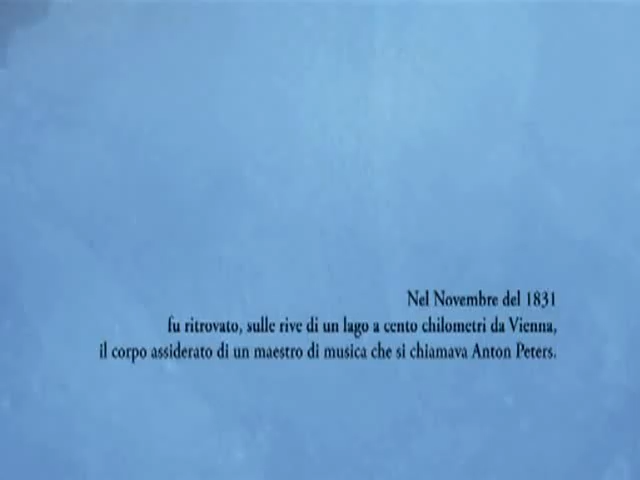 Nel Novembre del 1831
fu ritrovato, sulle rive di un lago a cento chilometri da Vienna,
il corpo assiderato di un maestro di musica che si chiamava Anton Peters.